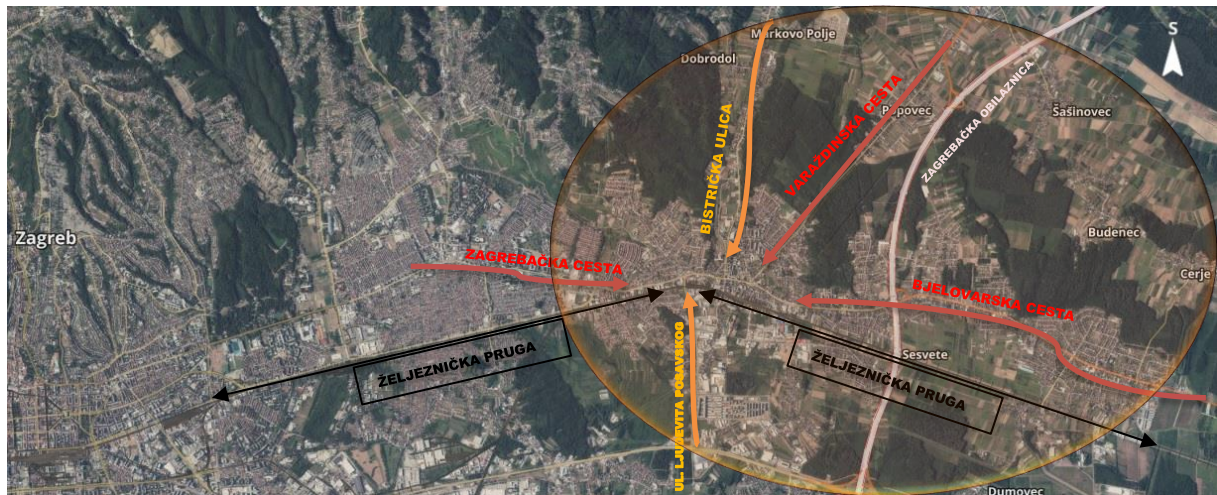 Markovo Polje
S
Dobrodol
Popovec
Šašinovec
ZAGREBAČKA OBILAZNICA
VARAŽDINSKA CESTA
BISTRIČKA ULICA
Zagreb
Budenec
ZAGREBAČKA CESTA
Cerje
BJELOVARSKA CESTA
UL. LJUDEVITA POSAVSKOG
ŽELJEZNIČKA PRUGA
Sesvete
ŽELJEZNIČKA PRUGA
Dumovec